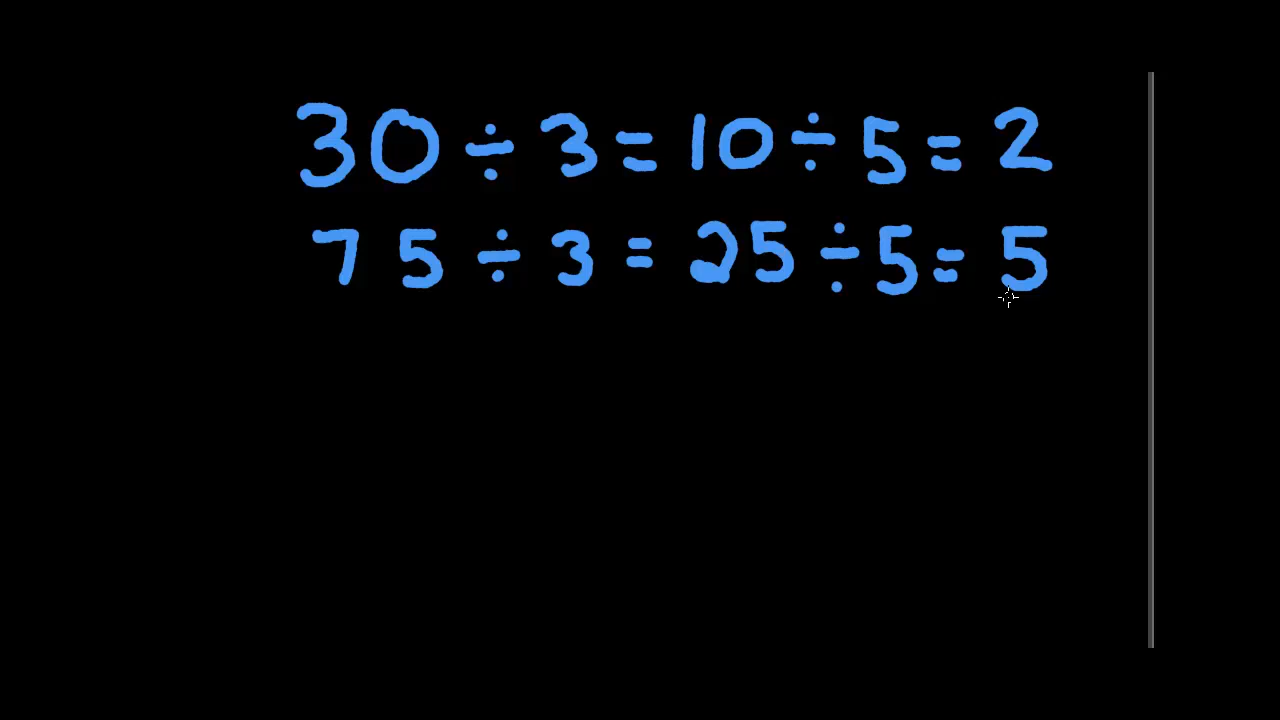 30 ÷ 3 = 10 ÷ 5 = 2
75 ÷ 3 = 25 ÷ 5 = 5